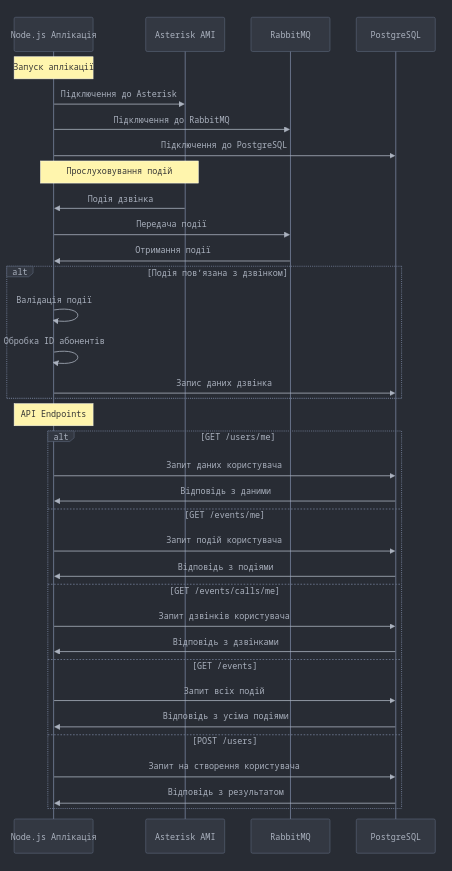 Node.js Аплікація
Asterisk AMI
RabbitMQ
PostgreSQL
Запуск аплікації
Підключення до Asterisk
Підключення до RabbitMQ
Підключення до PostgreSQL
Прослуховування подій
Подія дзвінка
Передача події
Отримання події
alt
[Подія пов'язана з дзвінком]
Валідація події
Обробка ID абонентів
Запис даних дзвінка
API Endpoints
alt
[GET /users/me]
Запит даних користувача
Відповідь з даними
[GET /events/me]
Запит подій користувача
Відповідь з подіями
[GET /events/calls/me]
Запит дзвінків користувача
Відповідь з дзвінками
[GET /events]
Запит всіх подій
Відповідь з усіма подіями
[POST /users]
Запит на створення користувача
Відповідь з результатом
Node.js Аплікація
Asterisk AMI
RabbitMQ
PostgreSQL